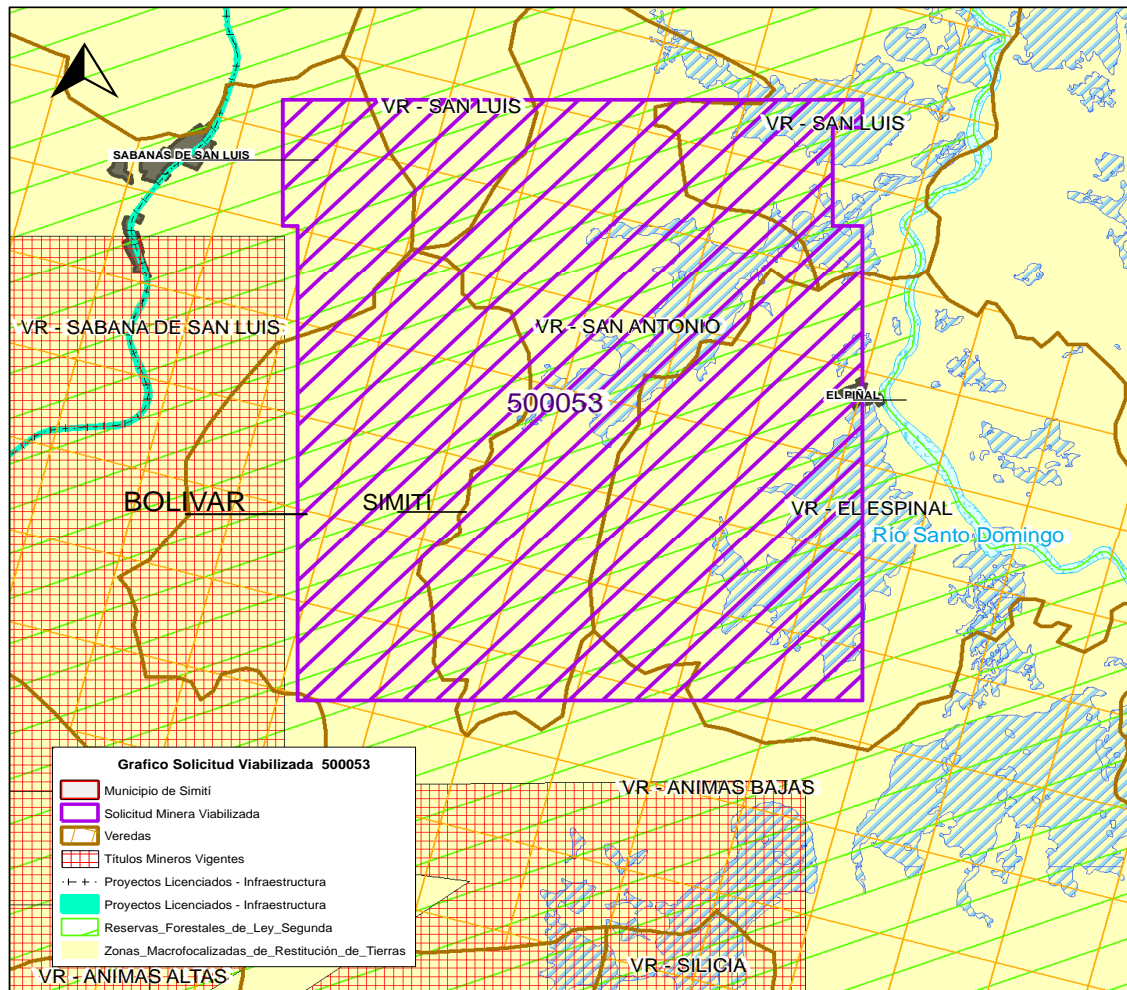 VR - SAN LUIS
VR - SAN LUIS
SABANAS DE SAN LUIS
VR - SABANA DE SAN LUIS
VR - SAN ANTONIO
500053
EL PIÑAL
BOLIVAR
SIMITI
VR - EL ESPINAL
Rio Santo Domingo
VR - ANIMAS BAJAS
VR - SILICIA
VR - ANIMAS ALTAS
Grafico Solicitud Viabilizada 500053
Municipio de Simití
Solicitud Minera Viabilizada
Veredas
Títulos Mineros Vigentes
Proyectos Licenciados - Infraestructura
Proyectos Licenciados - Infraestructura
Reservas_Forestales_de_Ley_Segunda
Zonas_Macrofocalizadas_de_Restitución_de_Tierras